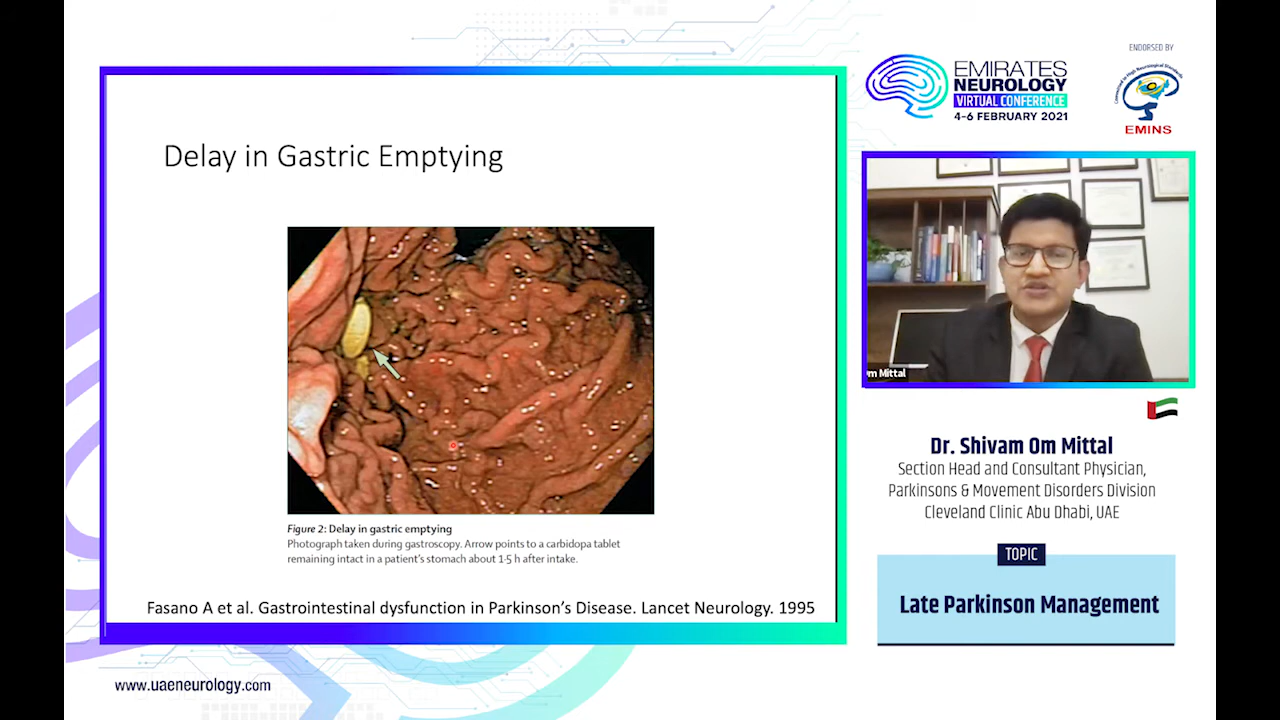 Delay in Gastric Emptying
Figure 2: Delay in gastric emptying
Photograph taken during gastroscopy. Arrow points to a carbidopa tablet
remaining intact in a patient's stomach about 1·5 h after intake.
Fasano A et al. Gastrointestinal dysfunction in Parkinson's Disease. Lancet Neurology. 1995
www.uaeneurology.com
EMIRATES
NEUROLOGY
VIRTUAL CONFERENCE
4-6 FEBRUARY 2021
ENDORSED BY
EMINS
m Mittal
Dr. Shivam Om Mittal
Section Head and Consultant Physician,
Parkinsons & Movement Disorders Division
Cleveland Clinic Abu Dhabi, UAE
TOPIC
Late Parkinson Management